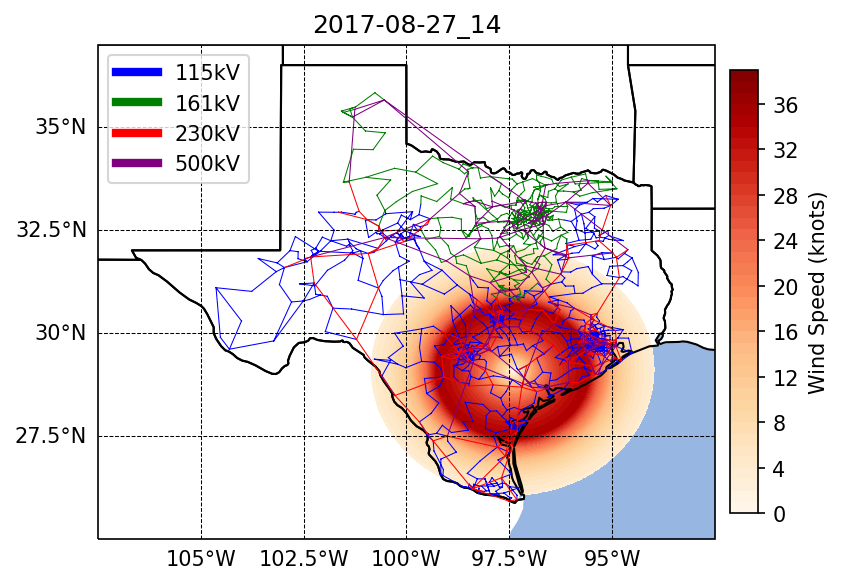 2017-08-27_14
115kV
161kV
230kV
500kV
35°N
32.5°N
30°N
27.5°N
105°W
102.5°W
100°W
97.5°W
95°W
36
32
28
24
20
16
12
8
4
0
Wind Speed (knots)